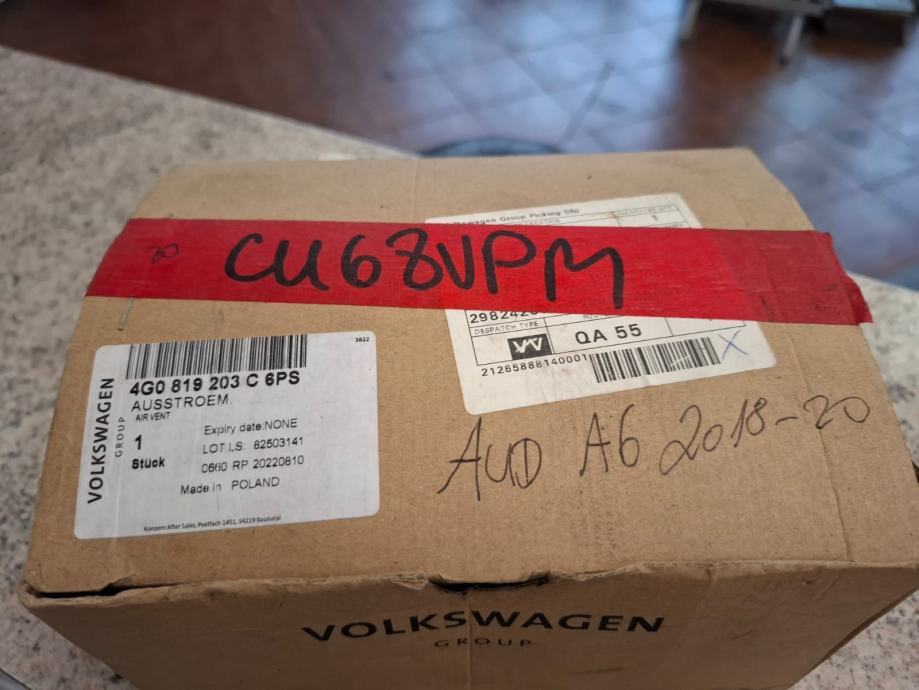 Volkswagen Group Picking Slip
1
CU68VPM
DESPATCH TYPE
QA 55
21265888140001
X
3822
4G0 819 203 C 6PS
AUSSTROEM.
AIR VENT
VOLKSWAGEN
GROUP
1
Stück
Expiry date:NONE
LOT I.S: 82503141
0660 RP 20220810
Made in POLAND
Konzern After Sales, Postfach 1451, 34219 Baunatal
AUD A6 2018-20
VOLKSWAGEN
GROUP